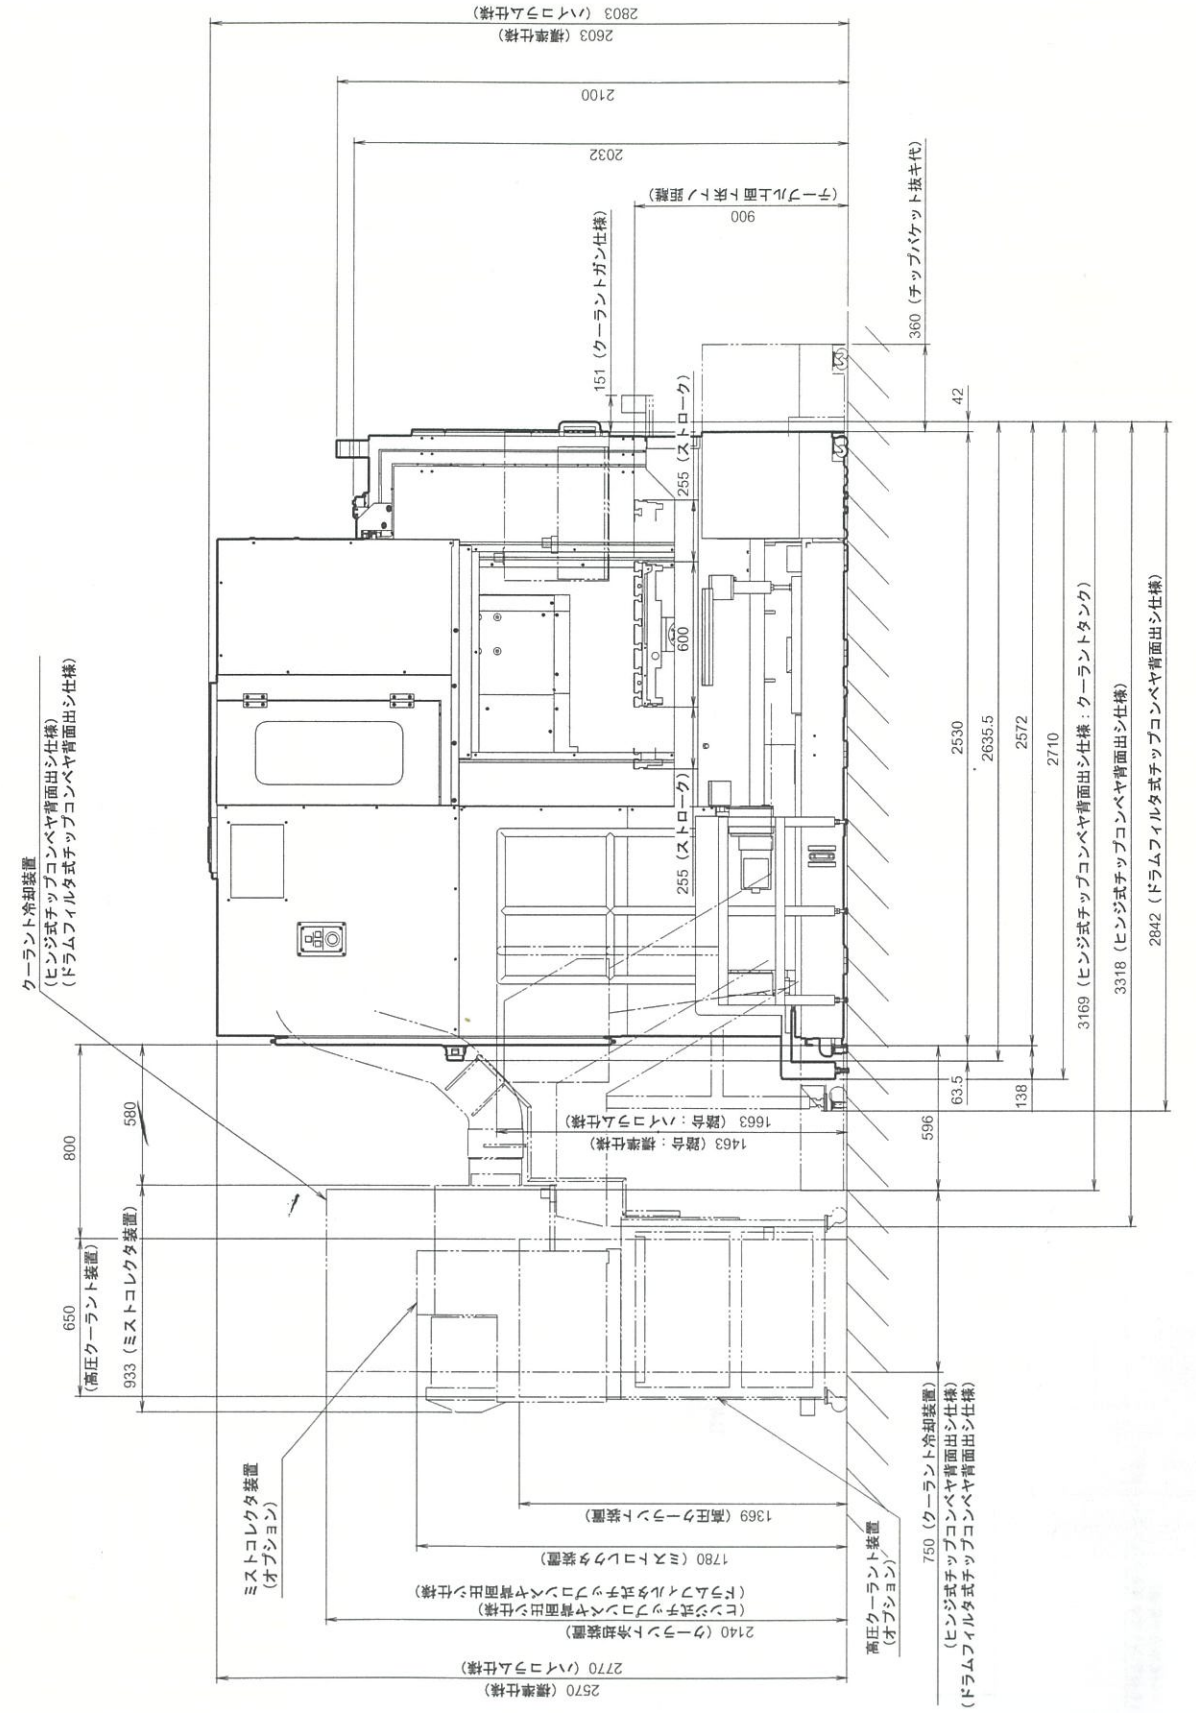 2803 (ハイコラム仕様)
2603 (標準仕様)
2100
2032
(テーブル上面ト床トノ距離)
900
151 (クーラントガン仕様)
360 (チップバケット抜キ代)
42
255 (ストローク)
600
255 (ストローク)
2530
2635.5
2572
2710
3169 (ヒンジ式チップコンベヤ背面出シ仕様:クーラントタンク)
3318 (ヒンジ式チップコンベヤ背面出シ仕様)
2842 (ドラムフィルタ式チップコンベヤ背面出シ仕様)
クーラント冷却装置
(ヒンジ式チップコンベヤ背面出シ仕様)
(ドラムフィルタ式チップコンベヤ背面出シ仕様)
580
800
63.5
138
596
1663 (踏台:ハイコラム仕様)
1463 (踏台:標準仕様)
650
(高圧クーラント装置)
933 (ミストコレクタ装置)
ミストコレクタ装置
(オプション)
1369 (高圧クーラント装置)
1780 (ミストコレクタ装置)
(ドラムフィルタ式チップコンベヤ背面出シ仕様)
(ヒンジ式チップコンベヤ背面出シ仕様)
2140 (クーラント冷却装置)
高圧クーラント装置
(オプション)
750 (クーラント冷却装置)
(ヒンジ式チップコンベヤ背面出シ仕様)
(ドラムフィルタ式チップコンベヤ背面出シ仕様)
2770 (ハイコラム仕様)
2570 (標準仕様)